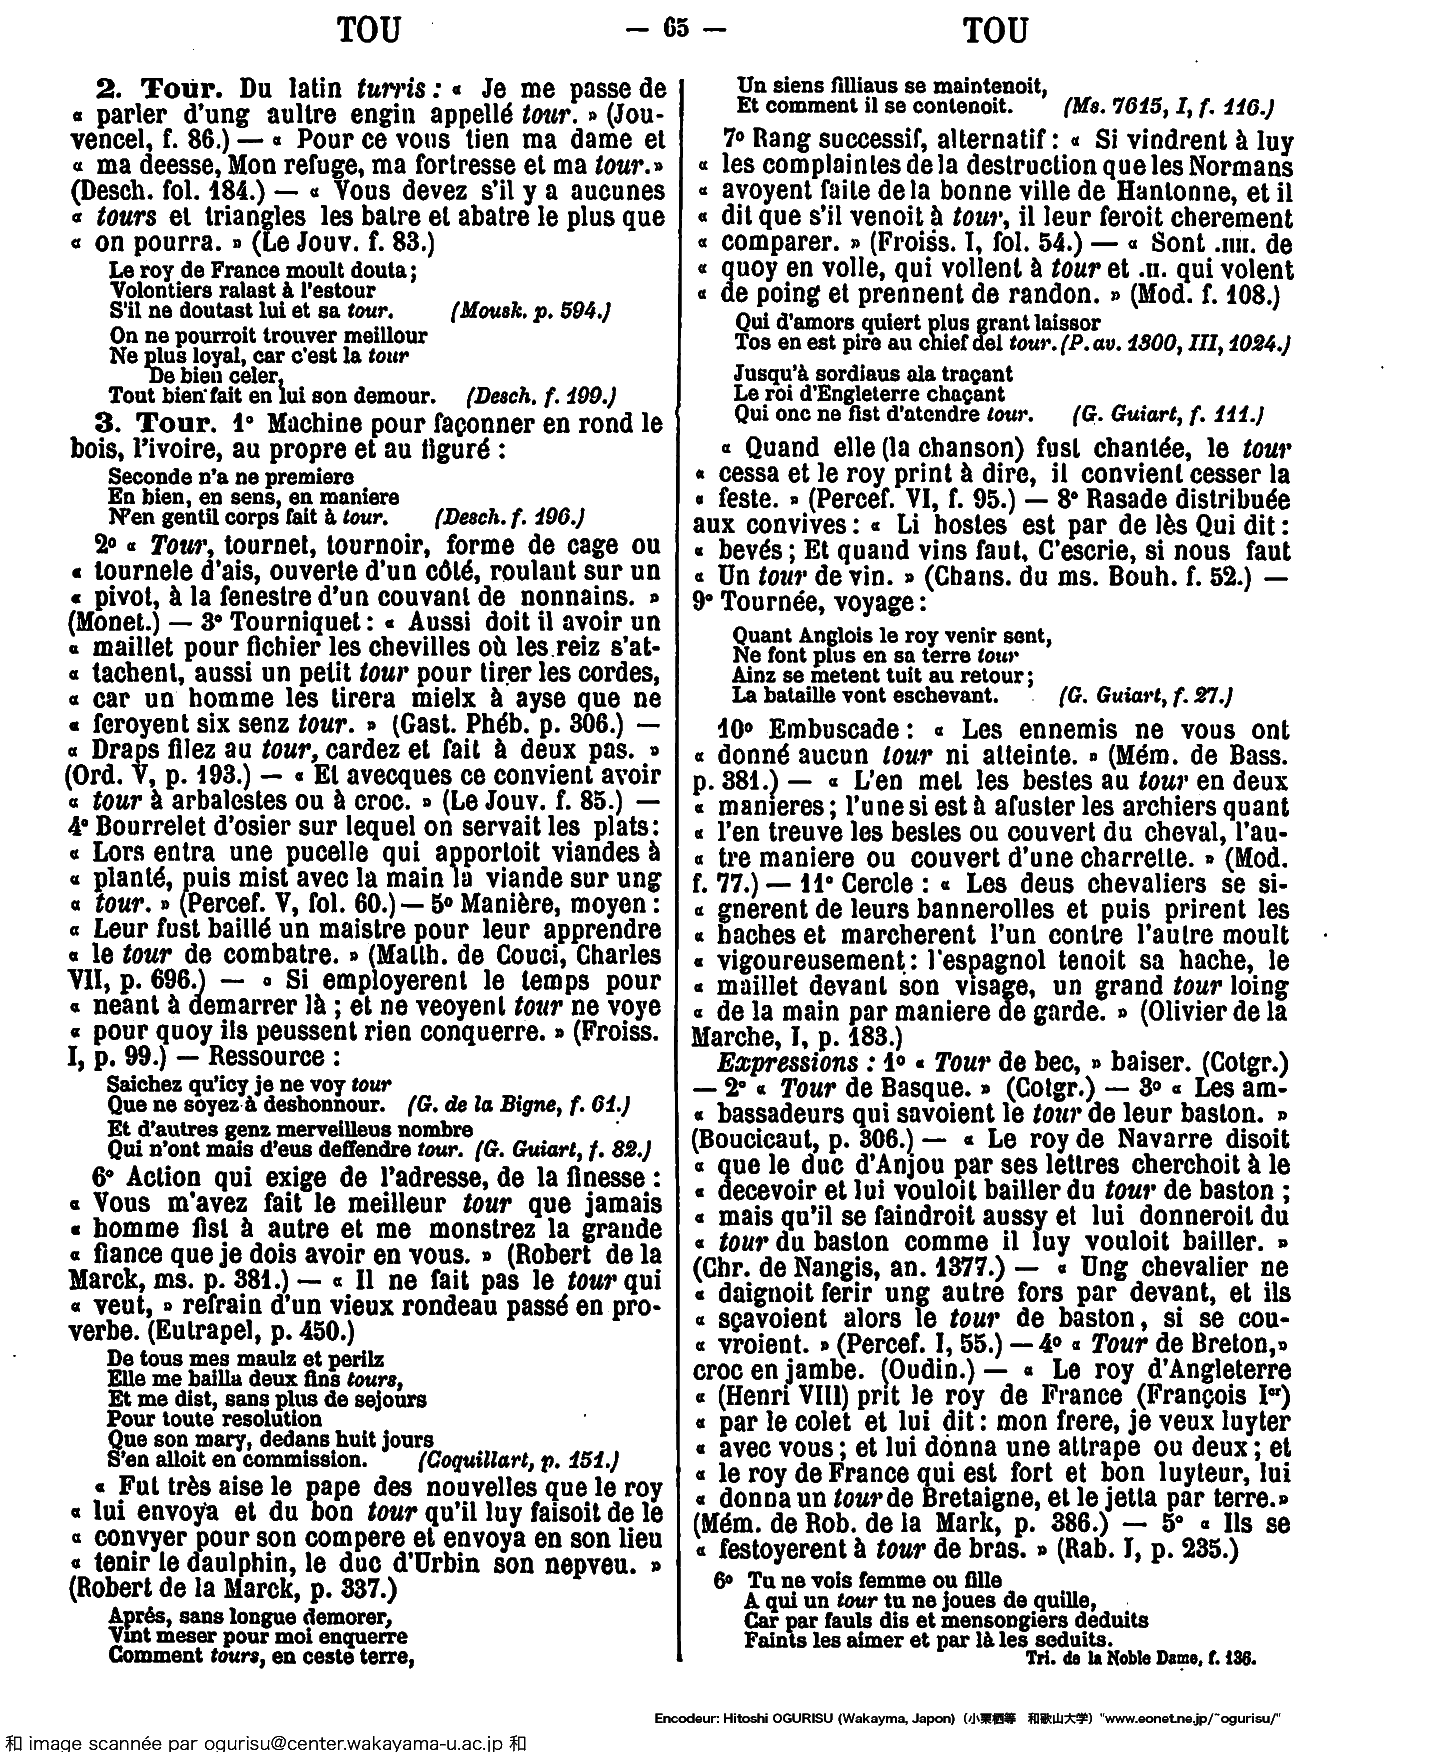 TOU — 65 — TOU
2. Tour. Du latin turris : « Je me passe de
« parler d'ung aultre engin appellé tour. » (Jou-
vencel, f. 86.) — « Pour ce vous tien ma dame et
« ma deesse, Mon refuge, ma fortresse et ma tour. »
(Desch. fol. 184.) — « Vous devez s'il y a aucunes
« tours et triangles les batre et abatre le plus que
« on pourra. » (Le Jouv. f. 83.)
Le roy de France moult douta ;
Volontiers ralast à l'estour
S'il ne doutast lui et sa tour. (Mousk. p. 594.)
On ne pourroit trouver meillour
Ne plus loyal, car c'est la tour
De bien celer,
Tout bien fait en lui son demour. (Desch. f. 199.)
3. Tour. 1° Machine pour façonner en rond le
bois, l'ivoire, au propre et au figuré :
Seconde n'a ne premiere
En bien, en sens, en maniere
N'en gentil corps fait à tour. (Desch. f. 196.)
2° « Tour, tournet, tournoir, forme de cage ou
« tournele d'ais, ouverte d'un côté, roulant sur un
« pivot, à la fenestre d'un couvant de nonnains. »
(Monet.) — 3° Tourniquet : « Aussi doit il avoir un
« maillet pour fichier les chevilles où les reiz s'at-
« tachent, aussi un petit tour pour tirer les cordes,
« car un homme les tirera mielx à ayse que ne
« feroyent six senz tour. » (Gast. Phéb. p. 306.) —
« Draps filez au tour, cardez et fait à deux pas. »
(Ord. V, p. 193.) — « Et avecques ce convient avoir
« tour à arbalestes ou à croc. » (Le Jouv. f. 85.) —
4° Bourrelet d'osier sur lequel on servait les plats :
« Lors entra une pucelle qui apportoit viandes à
« planté, puis mist avec la main la viande sur ung
« tour. » (Percef. V, fol. 60.) — 5° Manière, moyen :
« Leur fust baillé un maistre pour leur apprendre
« le tour de combatre. » (Matth. de Couci, Charles
VII, p. 696.) — « Si employerent le temps pour
« neant à demarrer là ; et ne veoyent tour ne voye
« pour quoy ils peussent rien conquerre. » (Froiss.
I, p. 99.) — Ressource :
Saichez qu'icy je ne voy tour
Que ne soyez à deshonnour. (G. de la Bigne, f. 61.)
Et d'autres genz merveilleus nombre
Qui n'ont mais d'eus deffendre tour. (G. Guiart, f. 82.)
6° Action qui exige de l'adresse, de la finesse :
« Vous m'avez fait le meilleur tour que jamais
« homme fist à autre et me monstrez la grande
« fiance que je dois avoir en vous. » (Robert de la
Marck, ms. p. 381.) — « Il ne fait pas le tour qui
« veut, » refrain d'un vieux rondeau passé en pro-
verbe. (Eutrapel, p. 450.)
De tous mes maulz et perilz
Elle me bailla deux fins tours,
Et me dist, sans plus de sejours
Pour toute resolution
Que son mary, dedans huit jours
S'en alloit en commission. (Coquillart, p. 151.)
« Fut très aise le pape des nouvelles que le roy
« lui envoya et du bon tour qu'il luy faisoit de le
« convyer pour son compere et envoya en son lieu
« tenir le daulphin, le duc d'Urbin son nepveu. »
(Robert de la Marck, p. 337.)
Aprés, sans longue demorer,
Vint meser pour moi enquerre
Comment tours, en ceste terre,
Un siens filliaus se maintenoit,
Et comment il se contenoit. (Ms. 7615, I, f. 116.)
7° Rang successif, alternatif : « Si vindrent à luy
« les complaintes de la destruction que les Normans
« avoyent faite de la bonne ville de Hantonne, et il
« dit que s'il venoit à tour, il leur feroit cherement
« comparer. » (Froiss. I, fol. 54.) — « Sont .IIII. de
« quoy en volle, qui vollent à tour et .II. qui volent
« de poing et prennent de randon. » (Mod. f. 108.)
Qui d'amors quiert plus grant laissor
Tos en est pire au chief del tour. (P. av. 1300, III, 1024.)
Jusqu'à sordiaus ala traçant
Le roi d'Engleterre chaçant
Qui onc ne fist d'atendre tour. (G. Guiart, f. 111.)
« Quand elle (la chanson) fust chantée, le tour
« cessa et le roy print à dire, il convient cesser la
« feste. » (Percef. VI, f. 95.) — 8° Rasade distribuée
aux convives : « Li hostes est par de lès Qui dit :
« bevés ; Et quand vins faut, C'escrie, si nous faut
« Un tour de vin. » (Chans. du ms. Bouh. f. 52.) —
9° Tournée, voyage :
Quant Anglois le roy venir sent,
Ne font plus en sa terre tour
Ainz se metent tuit au retour ;
La bataille vont eschevant. (G. Guiart, f. 27.)
10° Embuscade : « Les ennemis ne vous ont
« donné aucun tour ni atteinte. » (Mém. de Bass.
p. 381.) — « L'en met les bestes au tour en deux
« manieres ; l'une si est à afuster les archiers quant
« l'en treuve les bestes ou couvert du cheval, l'au-
« tre maniere ou couvert d'une charrette. » (Mod.
f. 77.) — 11° Cercle : « Les deus chevaliers se si-
« gnerent de leurs bannerolles et puis prirent les
« haches et marcherent l'un contre l'autre moult
« vigoureusement : l'espagnol tenoit sa hache, le
« maillet devant son visage, un grand tour loing
« de la main par maniere de garde. » (Olivier de la
Marche, I, p. 183.)
Expressions : 1° « Tour de bec, » baiser. (Cotgr.)
— 2° « Tour de Basque. » (Cotgr.) — 3° « Les am-
« bassadeurs qui savoient le tour de leur baston. »
(Boucicaut, p. 306.) — « Le roy de Navarre disoit
« que le duc d'Anjou par ses lettres cherchoit à le
« decevoir et lui vouloit bailler du tour de baston ;
« mais qu'il se faindroit aussy et lui donneroit du
« tour du baston comme il luy vouloit bailler. »
(Chr. de Nangis, an. 1377.) — « Ung chevalier ne
« daignoit ferir ung autre fors par devant, et ils
« sçavoient alors le tour de baston, si se cou-
« vroient. » (Percef. I, 55.) — 4° « Tour de Breton, »
croc en jambe. (Oudin.) — « Le roy d'Angleterre
« (Henri VIII) prit le roy de France (François Ier)
« par le colet et lui dit : mon frere, je veux luyter
« avec vous ; et lui donna une attrape ou deux ; et
« le roy de France qui est fort et bon luyteur, lui
« donna un tour de Bretaigne, et le jetta par terre. »
(Mém. de Rob. de la Mark, p. 386.) — 5° « Ils se
« festoyerent à tour de bras. » (Rab. I, p. 235.)
6° Tu ne vois femme ou fille
A qui un tour tu ne joues de quille,
Car par fauls dis et mensongiers deduits
Faints les aimer et par là les seduits.
Tri. de la Noble Dame, f. 136.
Encodeur: Hitoshi OGURISU (Wakayma, Japon) (小栗栖等 和歌山大学) "www.eonet.ne.jp/~ogurisu/"
和 image scannée par ogurisu@center.wakayama-u.ac.jp 和